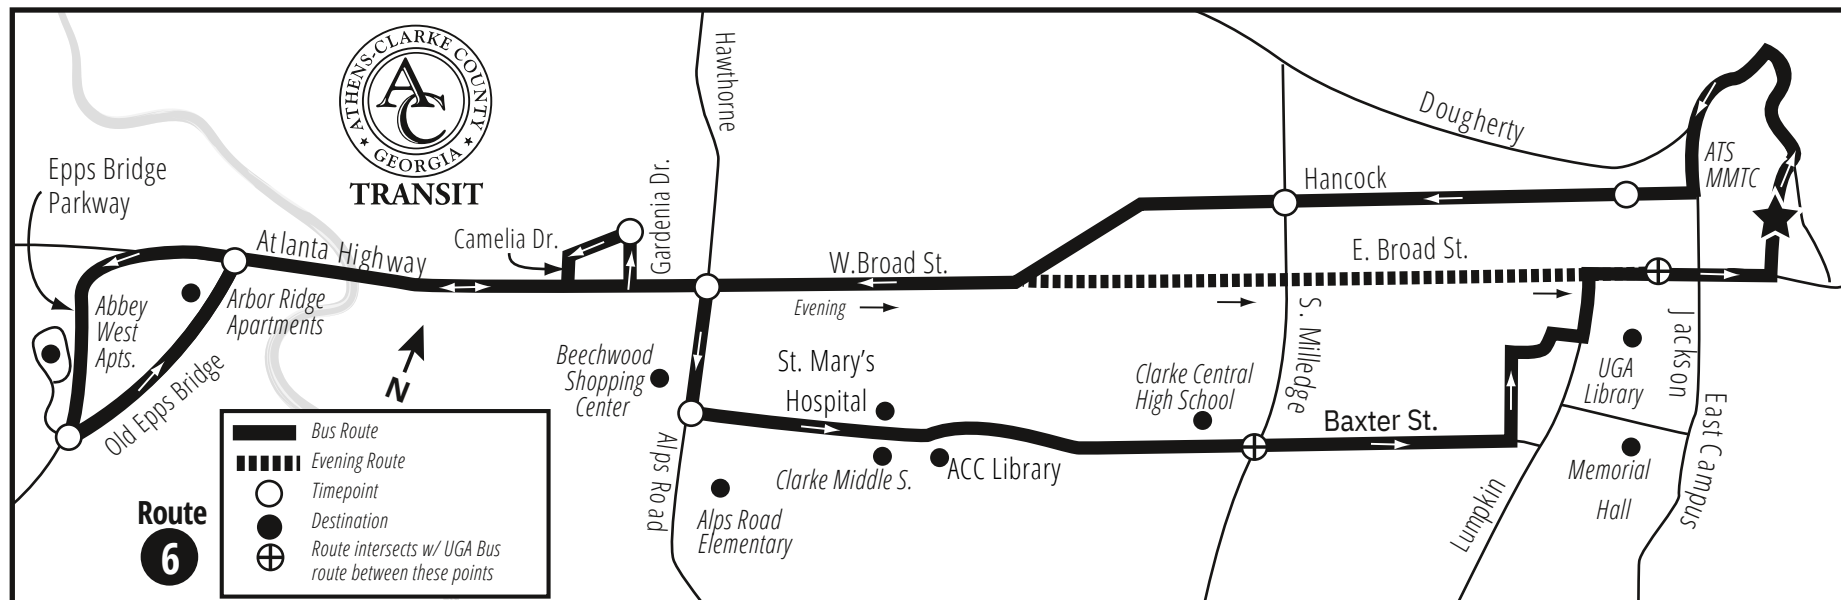 ATHENS-CLARKE COUNTY
GEORGIA
AC
TRANSIT
Hawthorne
Dougherty
ATS
MMTC
Epps Bridge
Parkway
Camelia Dr.
Gardenia Dr.
Hancock
Atlanta Highway
W.Broad St.
E. Broad St.
Evening
Abbey
West
Apts.
Arbor Ridge
Apartments
Old Epps Bridge
N
Beechwood
Shopping
Center
St. Mary's
Hospital
Clarke Central
High School
S. Milledge
Baxter St.
UGA
Library
Jackson
East Campus
Alps Road
Clarke Middle S.
ACC Library
Alps Road
Elementary
Lumpkin
Memorial
Hall
Route
6
Bus Route
Evening Route
Timepoint
Destination
Route intersects w/ UGA Bus
route between these points